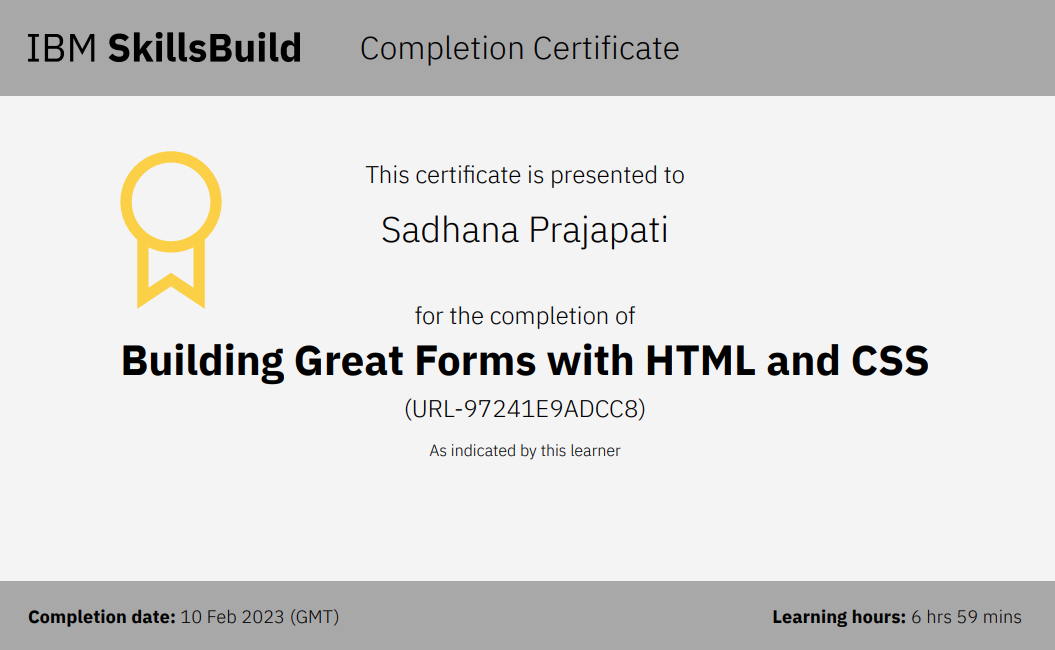 IBM SkillsBuild Completion Certificate
This certificate is presented to
Sadhana Prajapati
for the completion of
Building Great Forms with HTML and CSS
(URL-97241E9ADCC8)
As indicated by this learner
Completion date: 10 Feb 2023 (GMT)
Learning hours: 6 hrs 59 mins